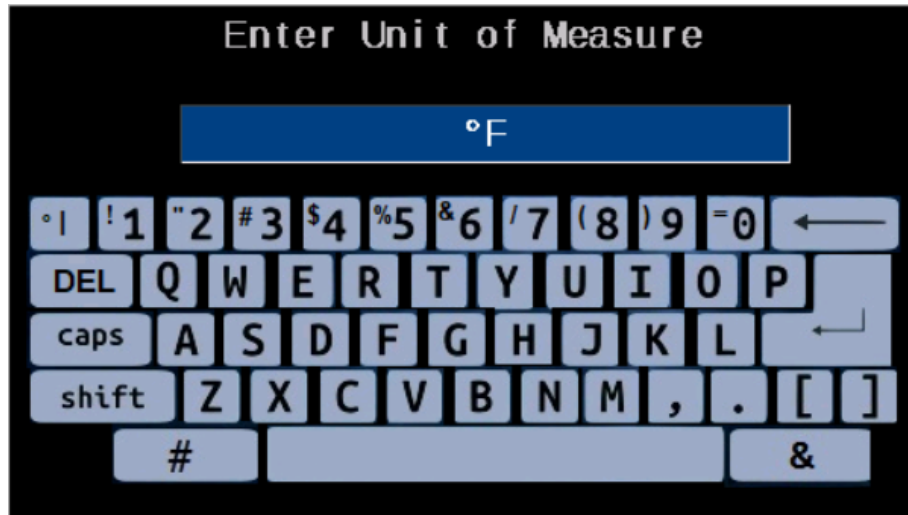 Enter Unit of Measure
°F
°| !1 "2 #3 $4 %5 &6 /7 (8 )9 =0 ←
DEL Q W E R T Y U I O P
caps A S D F G H J K L ↵
shift Z X C V B N M , . [ ]
# &